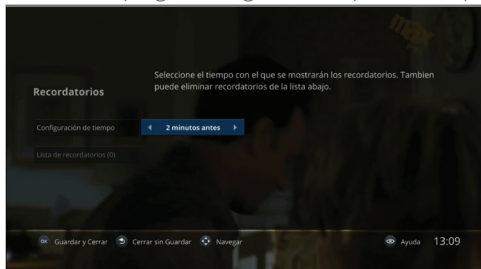 max
Seleccione el tiempo con el que se mostrarán los recordatorios. Tambien
puede eliminar recordatorios de la lista abajo.
Recordatorios
Configuración de tiempo
2 minutos antes
Lista de recordatorios (0)
OK Guardar y Cerrar Cerrar sin Guardar Navegar Ayuda 13:09